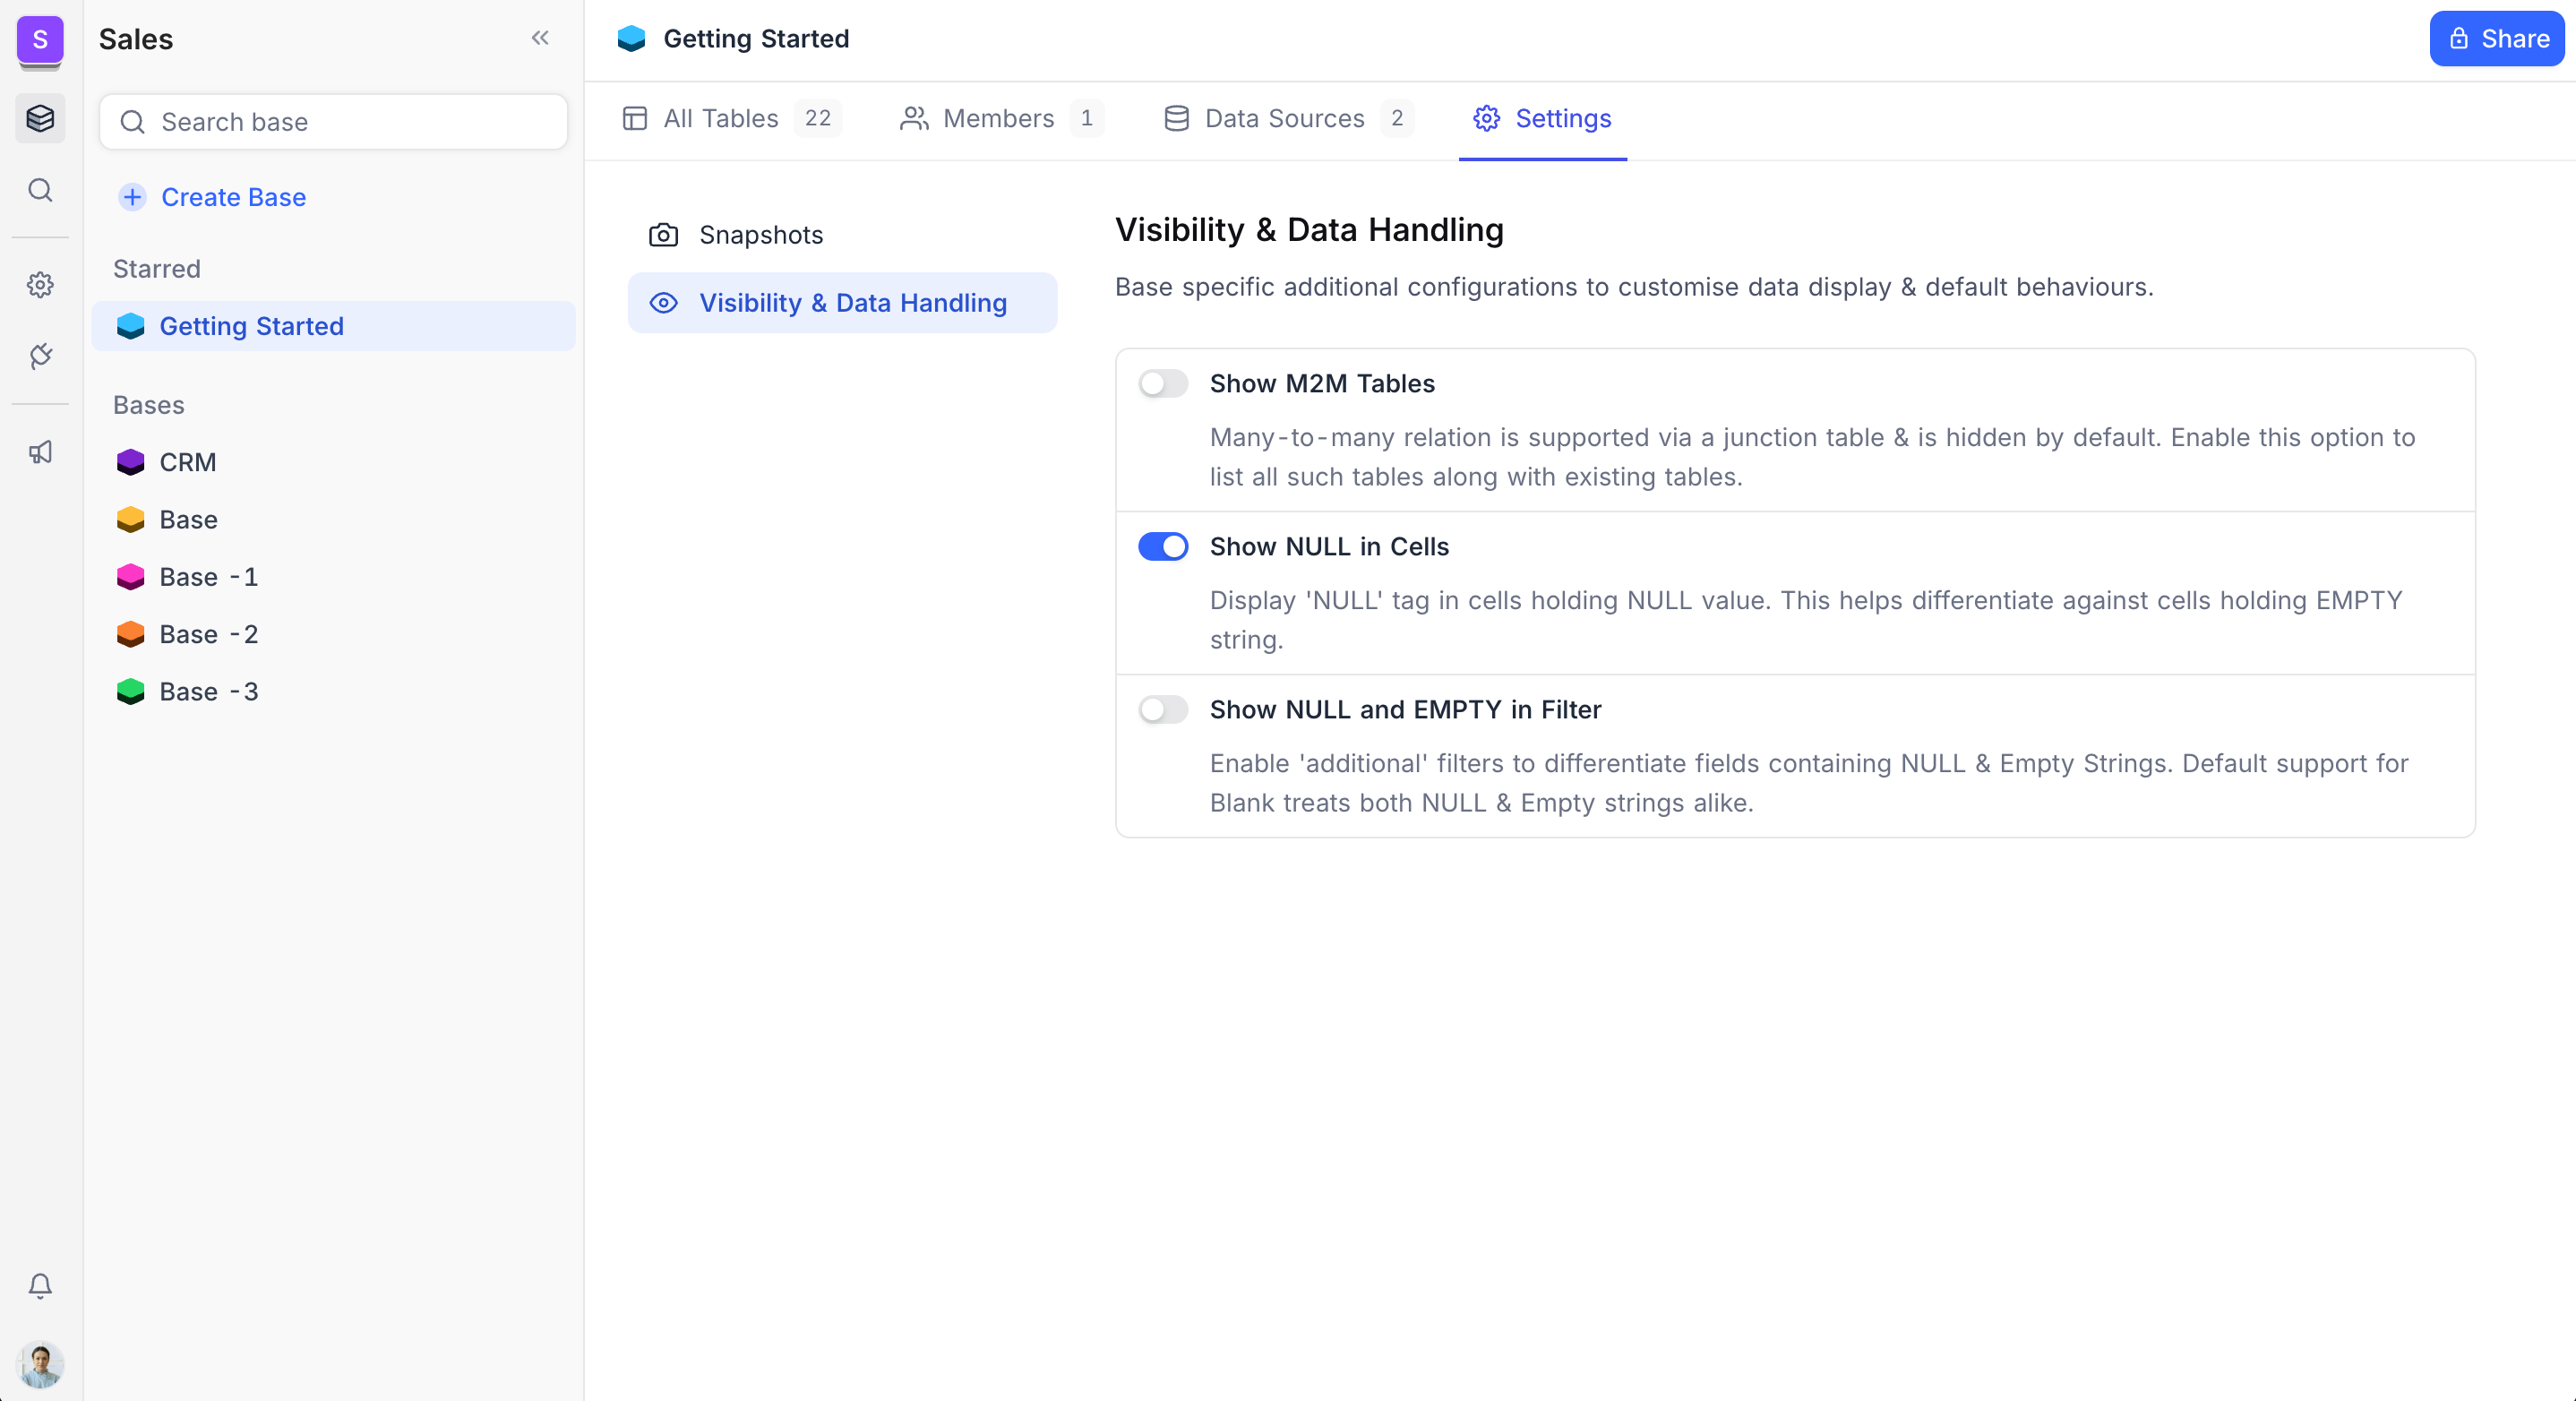 S
Sales
Search base
Create Base
Starred
Getting Started
Bases
CRM
Base
Base -1
Base -2
Base -3
Getting Started
Share
All Tables 22
Members 1
Data Sources 2
Settings
Snapshots
Visibility & Data Handling
Visibility & Data Handling
Base specific additional configurations to customise data display & default behaviours.
Show M2M Tables
Many-to-many relation is supported via a junction table & is hidden by default. Enable this option to
list all such tables along with existing tables.
Show NULL in Cells
Display 'NULL' tag in cells holding NULL value. This helps differentiate against cells holding EMPTY
string.
Show NULL and EMPTY in Filter
Enable 'additional' filters to differentiate fields containing NULL & Empty Strings. Default support for
Blank treats both NULL & Empty strings alike.